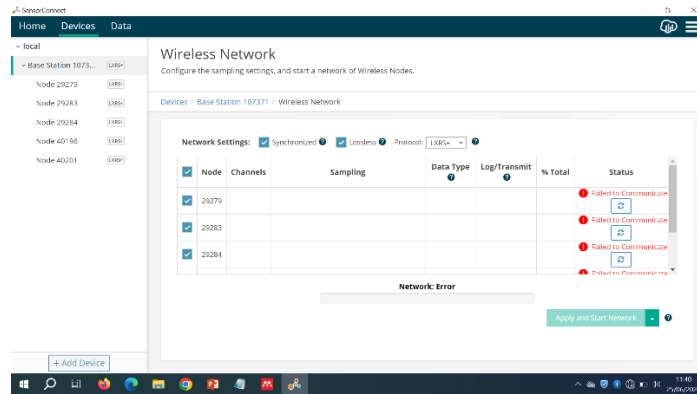 SensorConnect
Home Devices Data
local
Base Station 1073... LXRS+
Node 29279 LXRS+
Node 29283 LXRS+
Node 29284 LXRS+
Node 40196 LXRS+
Node 40201 LXRS+
+ Add Device
Wireless Network
Configure the sampling settings, and start a network of Wireless Nodes.
Devices / Base Station 107371 / Wireless Network
Network Settings: Synchronized Lossless Protocol: LXRS+
Node Channels Sampling Data Type Log/Transmit % Total Status
29279 Failed to Communicate
29283 Failed to Communicate
29284 Failed to Communicate
Failed to Communicate
Network: Error
Apply and Start Network
11:40